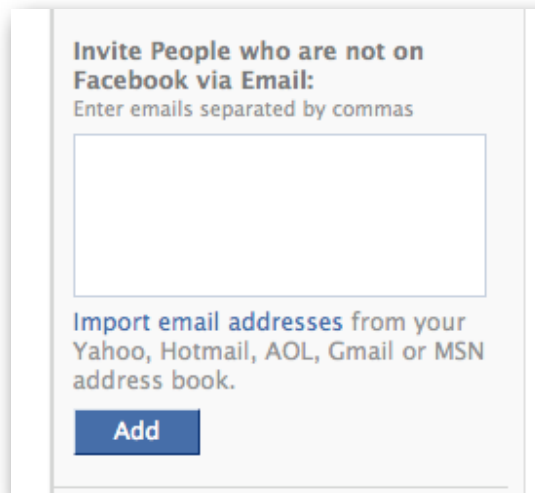 Invite People who are not on
Facebook via Email:
Enter emails separated by commas
Import email addresses from your
Yahoo, Hotmail, AOL, Gmail or MSN
address book.
Add